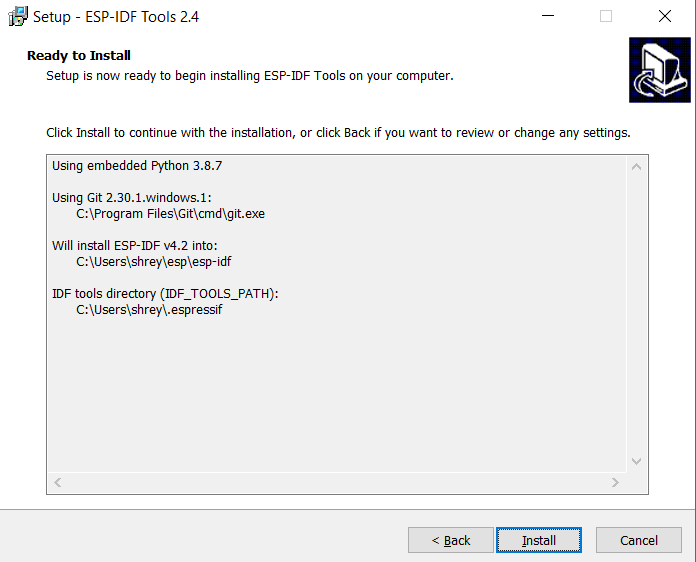 Setup - ESP-IDF Tools 2.4
Ready to Install
Setup is now ready to begin installing ESP-IDF Tools on your computer.
Click Install to continue with the installation, or click Back if you want to review or change any settings.
Using embedded Python 3.8.7
Using Git 2.30.1.windows.1:
C:\Program Files\Git\cmd\git.exe
Will install ESP-IDF v4.2 into:
C:\Users\shrey\esp\esp-idf
IDF tools directory (IDF_TOOLS_PATH):
C:\Users\shrey\.espressif
< Back
Install
Cancel